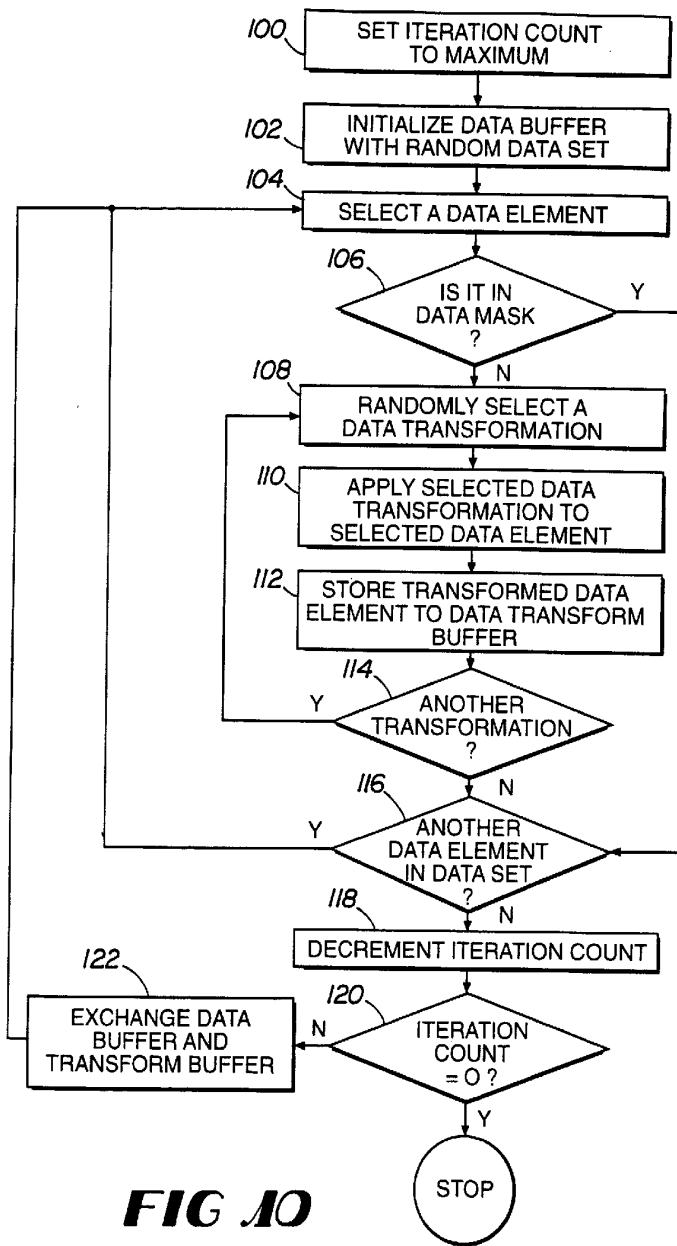 100
SET ITERATION COUNT
TO MAXIMUM
102
INITIALIZE DATA BUFFER
WITH RANDOM DATA SET
104
SELECT A DATA ELEMENT
106
IS IT IN
DATA MASK
?
Y
N
108
RANDOMLY SELECT A
DATA TRANSFORMATION
110
APPLY SELECTED DATA
TRANSFORMATION TO
SELECTED DATA ELEMENT
112
STORE TRANSFORMED DATA
ELEMENT TO DATA TRANSFORM
BUFFER
114
Y
ANOTHER
TRANSFORMATION
?
N
116
Y
ANOTHER
DATA ELEMENT
IN DATA SET
?
N
118
DECREMENT ITERATION COUNT
122
EXCHANGE DATA
BUFFER AND
TRANSFORM BUFFER
120
N
ITERATION
COUNT
= 0 ?
Y
STOP
FIG 10